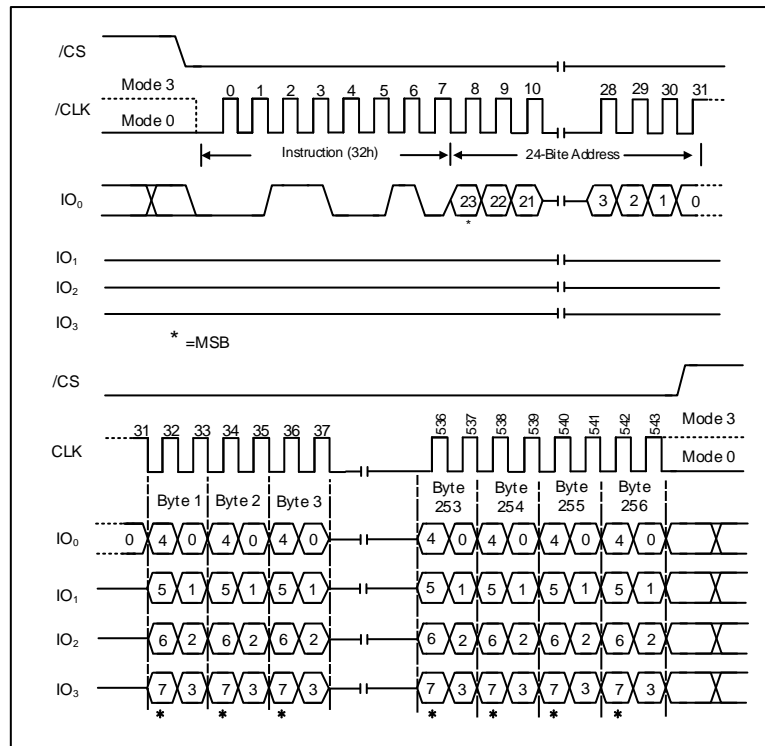 /CS
Mode 3
0 1 2 3 4 5 6 7 8 9 10 28 29 30 31
/CLK
Mode 0
Instruction (32h) 24-Bite Address
IO₀ 23 22 21 3 2 1 0
*
IO₁
IO₂
IO₃
* =MSB
/CS
31 32 33 34 35 36 37 536 537 538 539 540 541 542 543 Mode 3
CLK
Mode 0
Byte 1 Byte 2 Byte 3 Byte 253 Byte 254 Byte 255 Byte 256
IO₀ 0 4 0 4 0 4 0 4 0 4 0 4 0 4 0
IO₁ 5 1 5 1 5 1 5 1 5 1 5 1 5 1
IO₂ 6 2 6 2 6 2 6 2 6 2 6 2 6 2
IO₃ 7 3 7 3 7 3 7 3 7 3 7 3 7 3
* * * * * * *